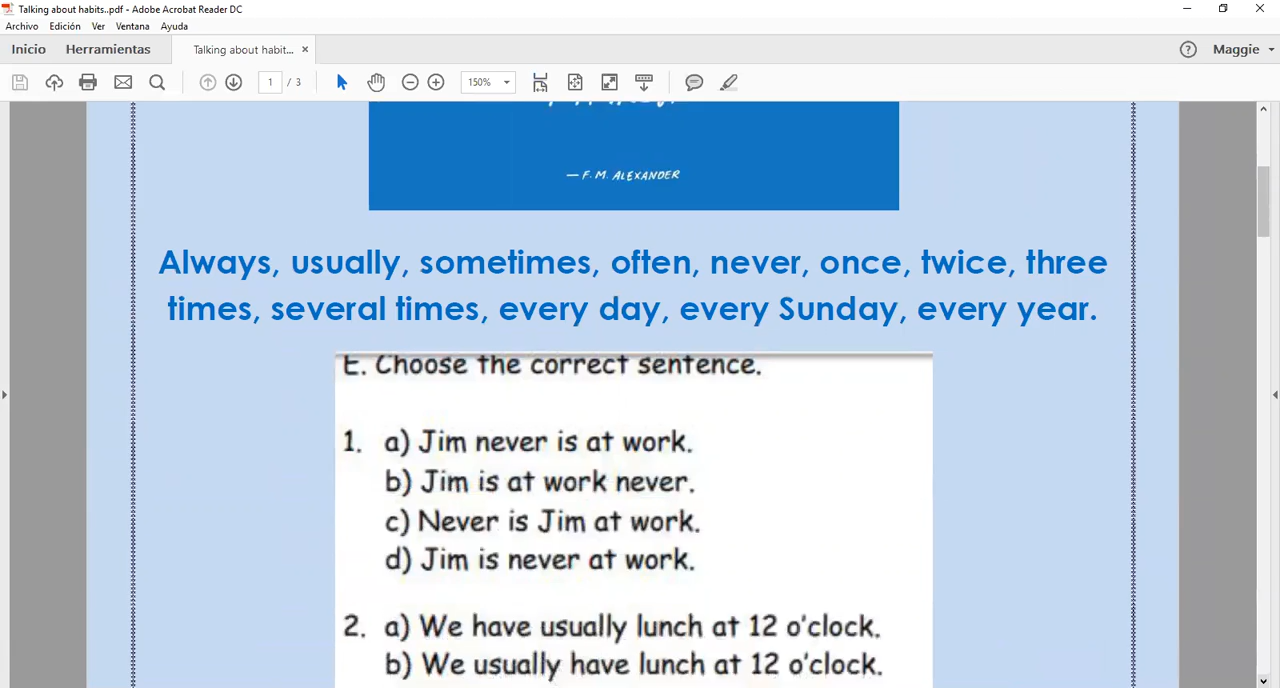 Talking about habits..pdf - Adobe Acrobat Reader DC
Archivo Edición Ver Ventana Ayuda
Inicio Herramientas Talking about habit... × ? Maggie
1 / 3 150%
— F. M. ALEXANDER
Always, usually, sometimes, often, never, once, twice, three
times, several times, every day, every Sunday, every year.
E. Choose the correct sentence.
1. a) Jim never is at work.
b) Jim is at work never.
c) Never is Jim at work.
d) Jim is never at work.
2. a) We have usually lunch at 12 o'clock.
b) We usually have lunch at 12 o'clock.